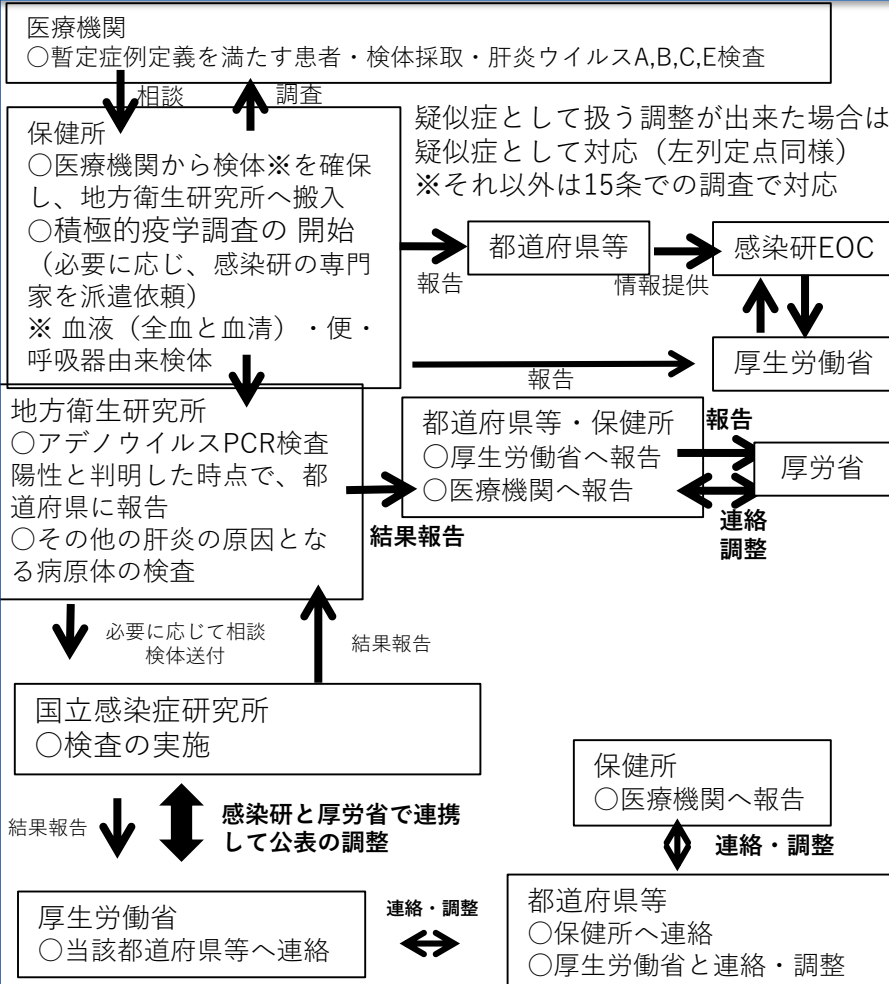 医療機関
○暫定症例定義を満たす患者・検体採取・肝炎ウイルスA,B,C,E検査
相談
調査
保健所
○医療機関から検体※を確保
し、地方衛生研究所へ搬入
○積極的疫学調査の 開始
（必要に応じ、感染研の専門
家を派遣依頼）
※ 血液（全血と血清）・便・
呼吸器由来検体
疑似症として扱う調整が出来た場合は
疑似症として対応（左列定点同様）
※それ以外は15条での調査で対応
報告
都道府県等
情報提供
感染研EOC
報告
厚生労働省
地方衛生研究所
○アデノウイルスPCR検査
陽性と判明した時点で、都
道府県に報告
○その他の肝炎の原因とな
る病原体の検査
結果報告
都道府県等・保健所
○厚生労働省へ報告
○医療機関へ報告
報告
厚労省
連絡
調整
必要に応じて相談
検体送付
結果報告
国立感染症研究所
○検査の実施
結果報告
感染研と厚労省で連携
して公表の調整
保健所
○医療機関へ報告
連絡・調整
厚生労働省
○当該都道府県等へ連絡
連絡・調整
都道府県等
○保健所へ連絡
○厚生労働省と連絡・調整